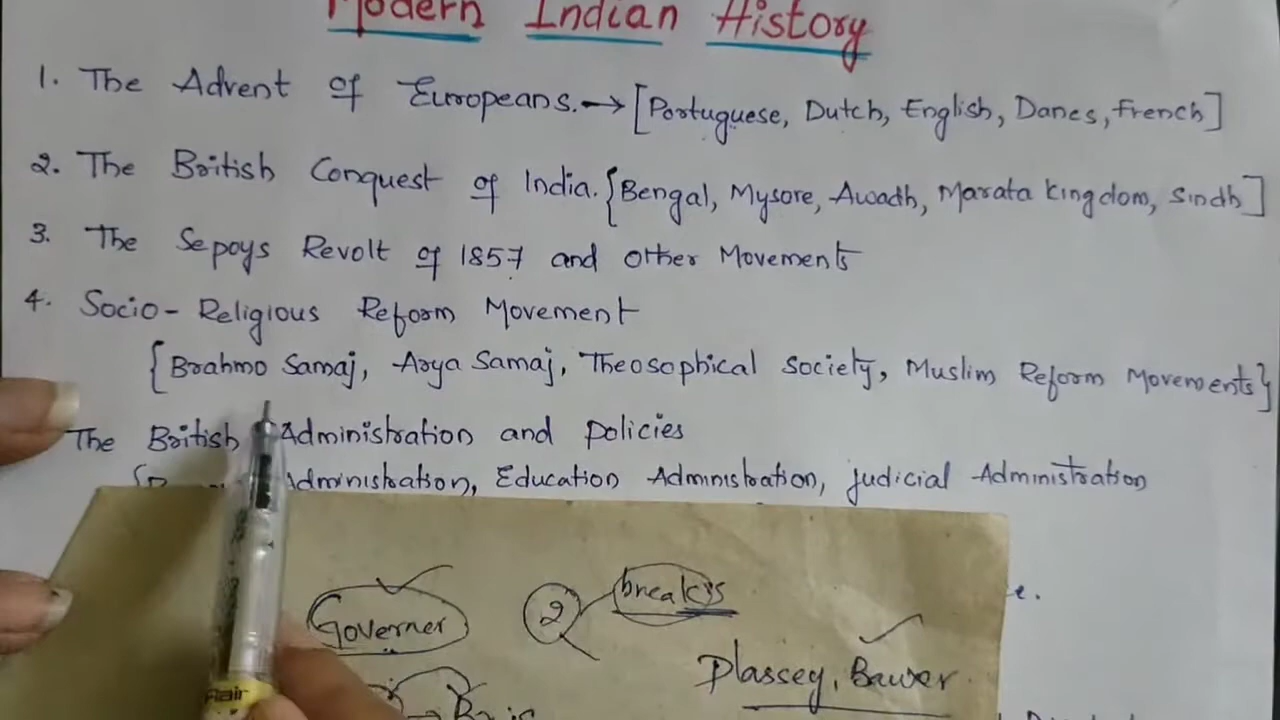 Modern Indian History
1. The Advent of Europeans.→[Portuguese, Dutch, English, Danes, French]
2. The British Conquest of India.{Bengal, Mysore, Awadh, Marata kingdom, Sindh]
3. The Sepoys Revolt of 1857 and other Movements
4. Socio-Religious Reform Movement
{Brahmo Samaj, Arya Samaj, Theosophical Society, Muslim Reform Movements}
The British Administration and policies
Administration, Education Administration, judicial Administration
Governer 2 breakss
Plassey, Bauxer
Flair